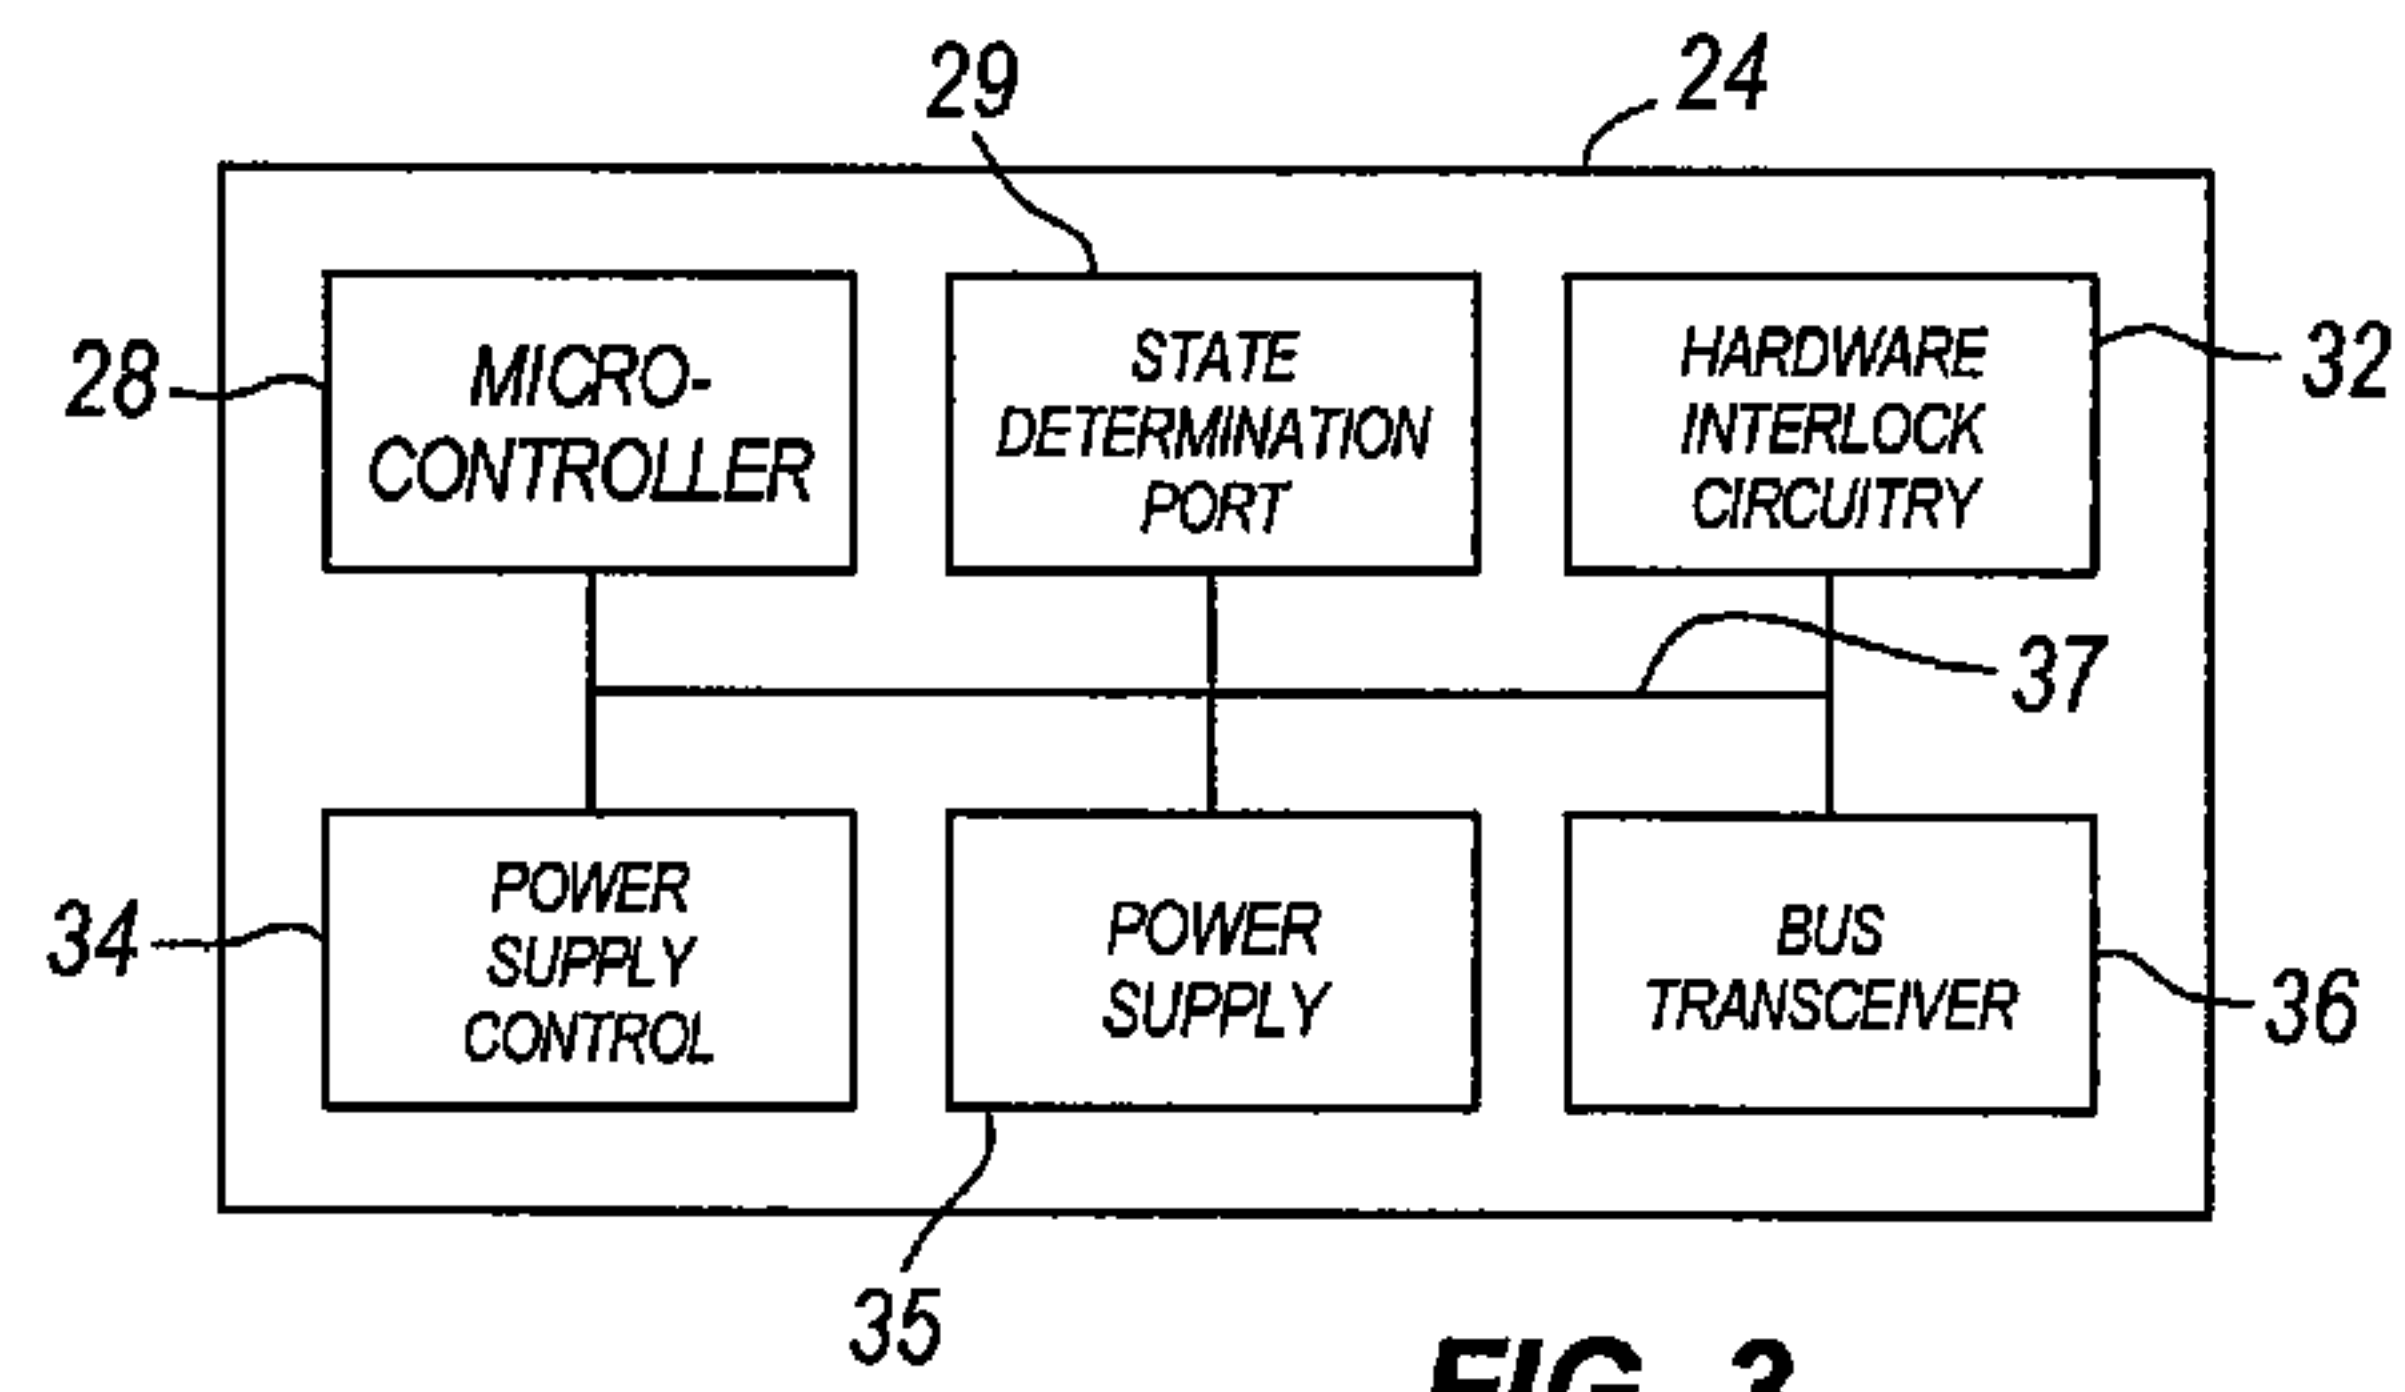 29
24
28
MICRO-
CONTROLLER
STATE
DETERMINATION
PORT
HARDWARE
INTERLOCK
CIRCUITRY
32
37
34
POWER
SUPPLY
CONTROL
POWER
SUPPLY
BUS
TRANSCEIVER
36
35
FIG.